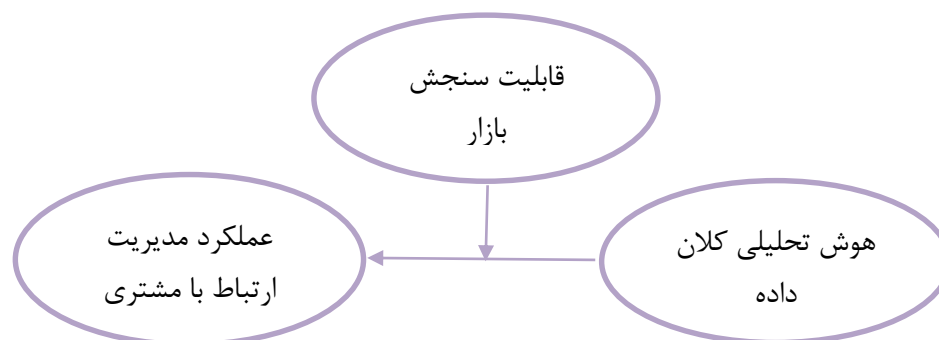 قابلیت سنجش
بازار
هوش تحلیلی کلان
داده
عملکرد مدیریت
ارتباط با مشتری